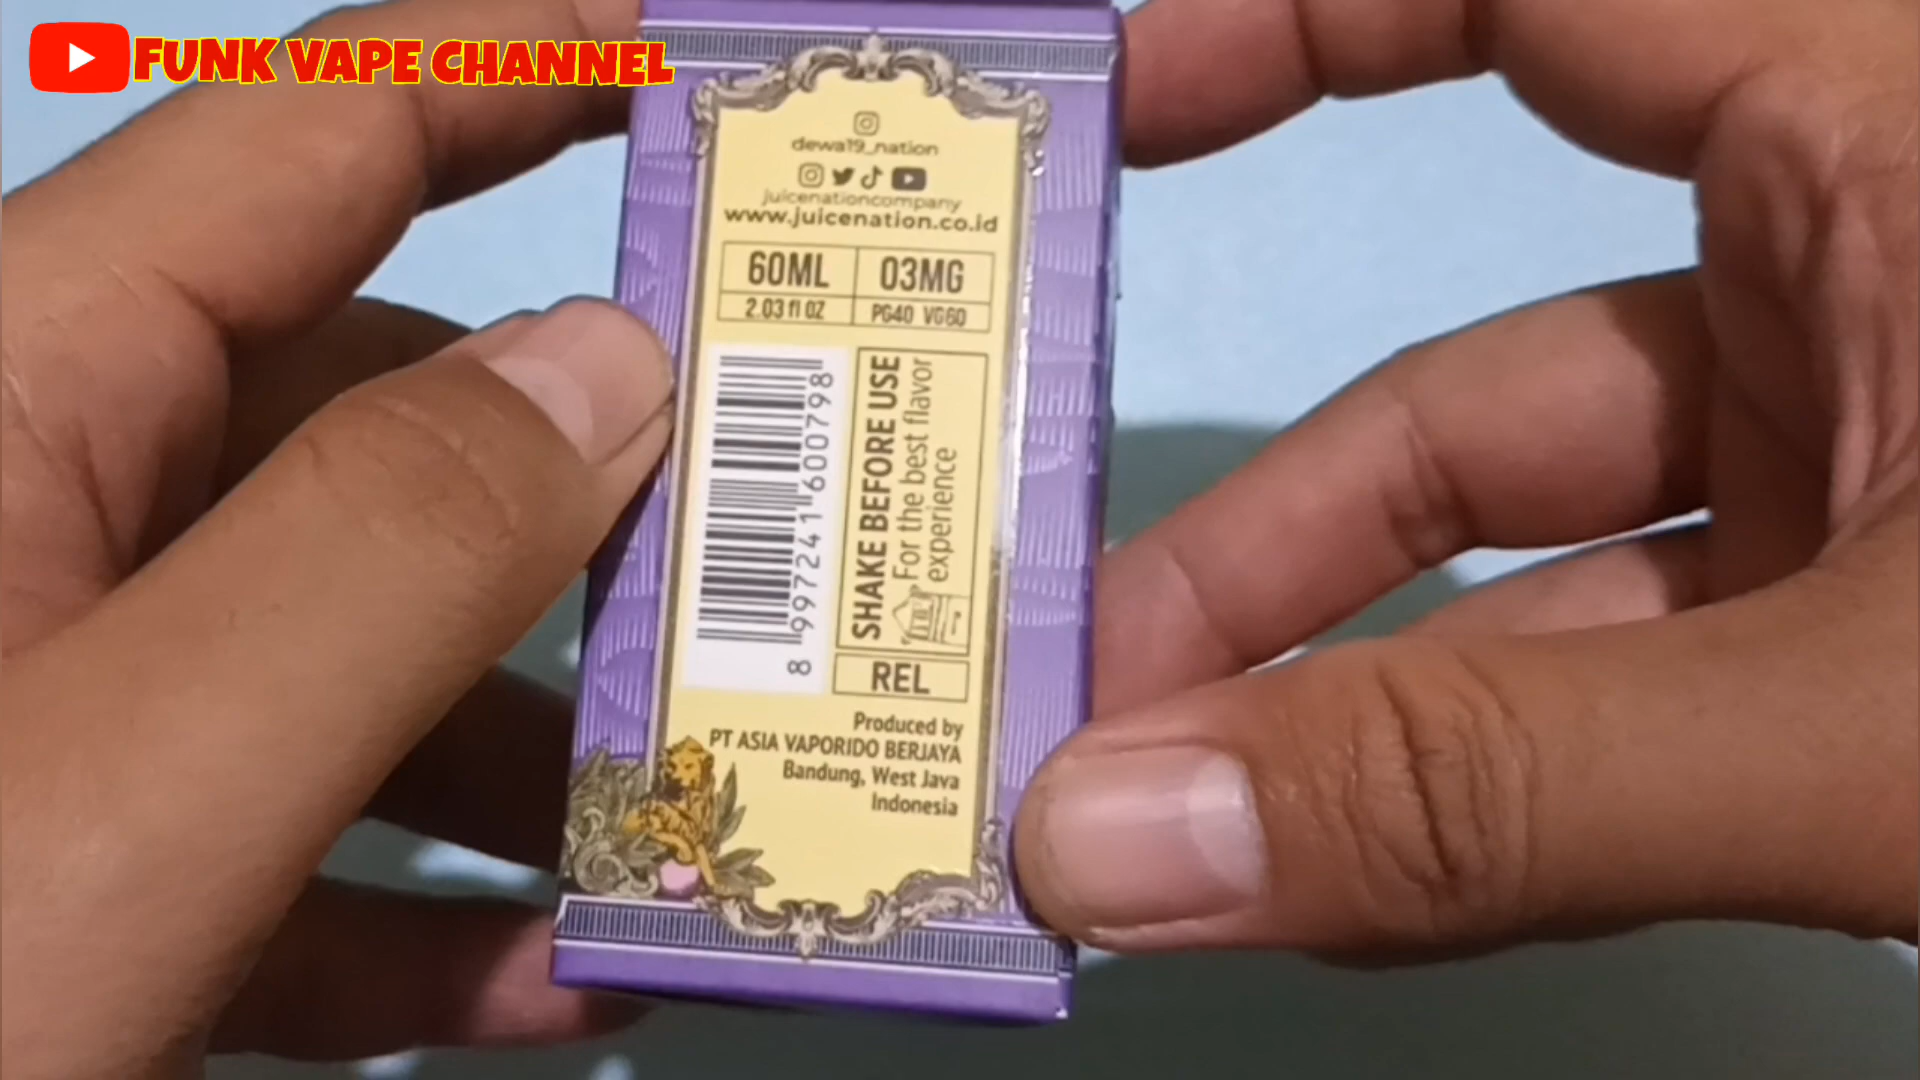 FUNK VAPE CHANNEL
dewa19_nation
juicenationcompany
www.juicenation.co.id
60ML
03MG
2.03 fl OZ
PG40 VG60
8 997241 600798
SHAKE BEFORE USE
For the best flavor
experience
REL
Produced by
PT ASIA VAPORIDO BERJAYA
Bandung, West Java
Indonesia